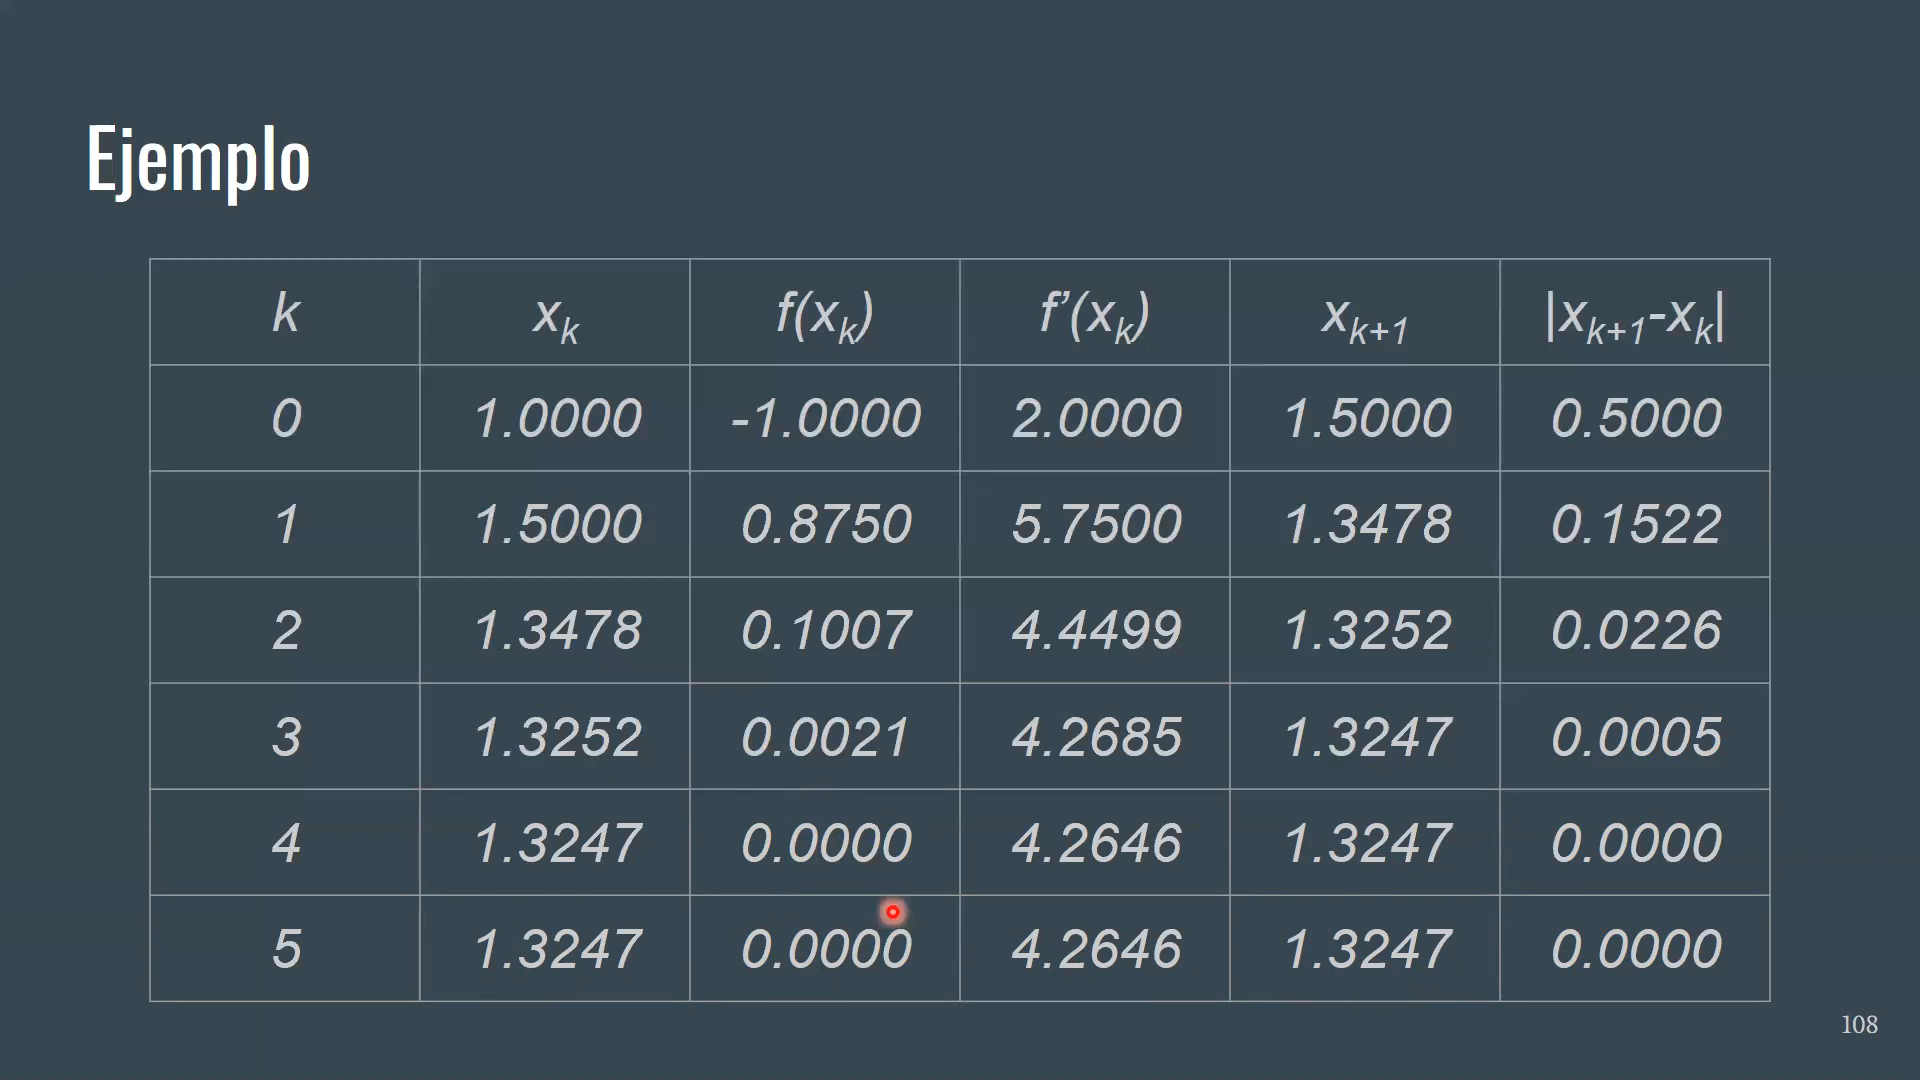 Ejemplo
k x_k f(x_k) f’(x_k) x_{k+1} |x_{k+1}-x_k|
0 1.0000 -1.0000 2.0000 1.5000 0.5000
1 1.5000 0.8750 5.7500 1.3478 0.1522
2 1.3478 0.1007 4.4499 1.3252 0.0226
3 1.3252 0.0021 4.2685 1.3247 0.0005
4 1.3247 0.0000 4.2646 1.3247 0.0000
5 1.3247 0.0000 4.2646 1.3247 0.0000
108